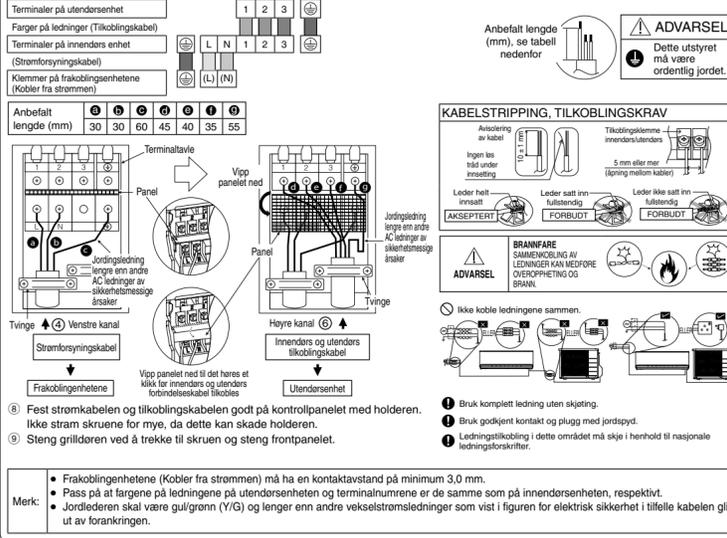 Terminaler på utendørsenhet
1 2 3
Farger på ledninger (Tilkoblingskabel)
Terminaler på innendørs enhet
L N 1 2 3
(Strømforsyningskabel)
Klemmer på frakoblingsenhetene
(Kobler fra strømmen)
(L) (N)
Anbefalt lengde
(mm), se tabell
nedenfor
ADVARSEL
Dette utstyret
må være
ordentlig jordet.
Anbefalt
lengde (mm)
a b c d e f g
30 30 60 45 40 35 55
Terminaltavle
1 2 3
Panel
L N
a b c
Jordingsledning
lengre enn andre
AC ledninger av
sikkerhetsmessige
årsaker
Tvinge
④ Venstre kanal
Strømforsyningskabel
Frakoblingenhetene
Vipp
panelet ned
Vipp panelet ned til det høres et
klikk før innendørs og utendørs
forbindelseskabel tilkobles
1 2 3
d e f g
Panel
Jordingsledning
lengre enn andre
AC ledninger av
sikkerhetsmessige
årsaker
Tvinge
Høyre kanal ⑥
Innendørs og utendørs
tilkoblingskabel
Utendørsenhet
KABELSTRIPPING, TILKOBLINGSKRAV
Avisolering
av kabel
Ingen løs
tråd under
innsetting
10 ± 1 mm
Tilkoblingsklemme
innendørs/utendørs
5 mm eller mer
(åpning mellom kabler)
Leder helt
innsatt
AKSEPTERT
Leder satt inn
fullstendig
FORBUDT
Leder ikke satt inn
fullstendig
FORBUDT
ADVARSEL
BRANNFARE
SAMMENKOBLING AV
LEDNINGER KAN MEDFØRE
OVEROPPHETING OG
BRANN.
Ikke koble ledningene sammen.
Bruk komplett ledning uten skjøting.
Bruk godkjent kontakt og plugg med jordspyd.
Ledningstilkobling i dette området må skje i henhold til nasjonale
ledningsforskrifter.
⑧ Fest strømkabelen og tilkoblingskabelen godt på kontrollpanelet med holderen.
Ikke stram skruene for mye, da dette kan skade holderen.
⑨ Steng grilldøren ved å trekke til skruen og steng frontpanelet.
Merk:
• Frakoblingenhetene (Kobler fra strømmen) må ha en kontaktavstand på minimum 3,0 mm.
• Pass på at fargene på ledningene på utendørsenheten og terminalnumrene er de samme som på innendørsenheten, respektivt.
• Jordlederen skal være gul/grønn (Y/G) og lenger enn andre vekselstrømsledninger som vist i figuren for elektrisk sikkerhet i tilfelle kabelen gli
ut av forankringen.